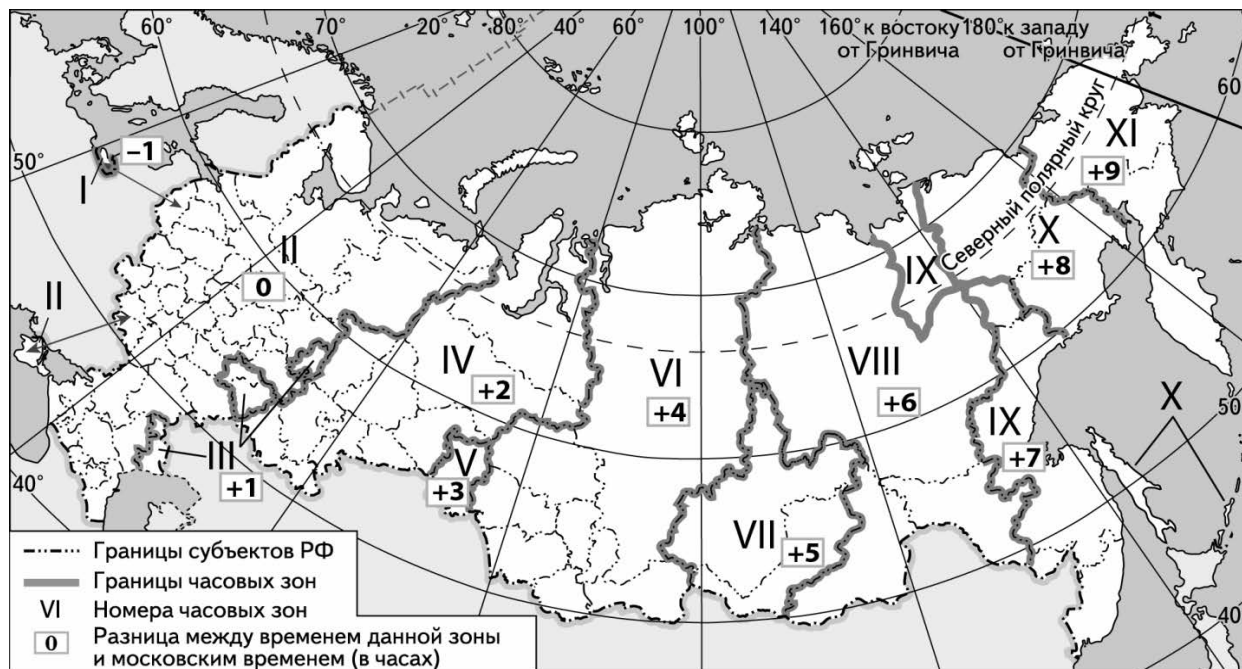 60°
70°
20°
80°
40°
60°
80°
100°
120°
140°
160° к востоку
от Гринвича
180° к западу
от Гринвича
60°
50°
–1
I
Северный полярный круг
XI
+9
II
0
IX
X
+8
II
IV
+2
VI
+4
VIII
+6
X
50°
IX
+7
III
+1
V
+3
VII
+5
40°
40°
Границы субъектов РФ
Границы часовых зон
VI Номера часовых зон
0 Разница между временем данной зоны
и московским временем (в часах)